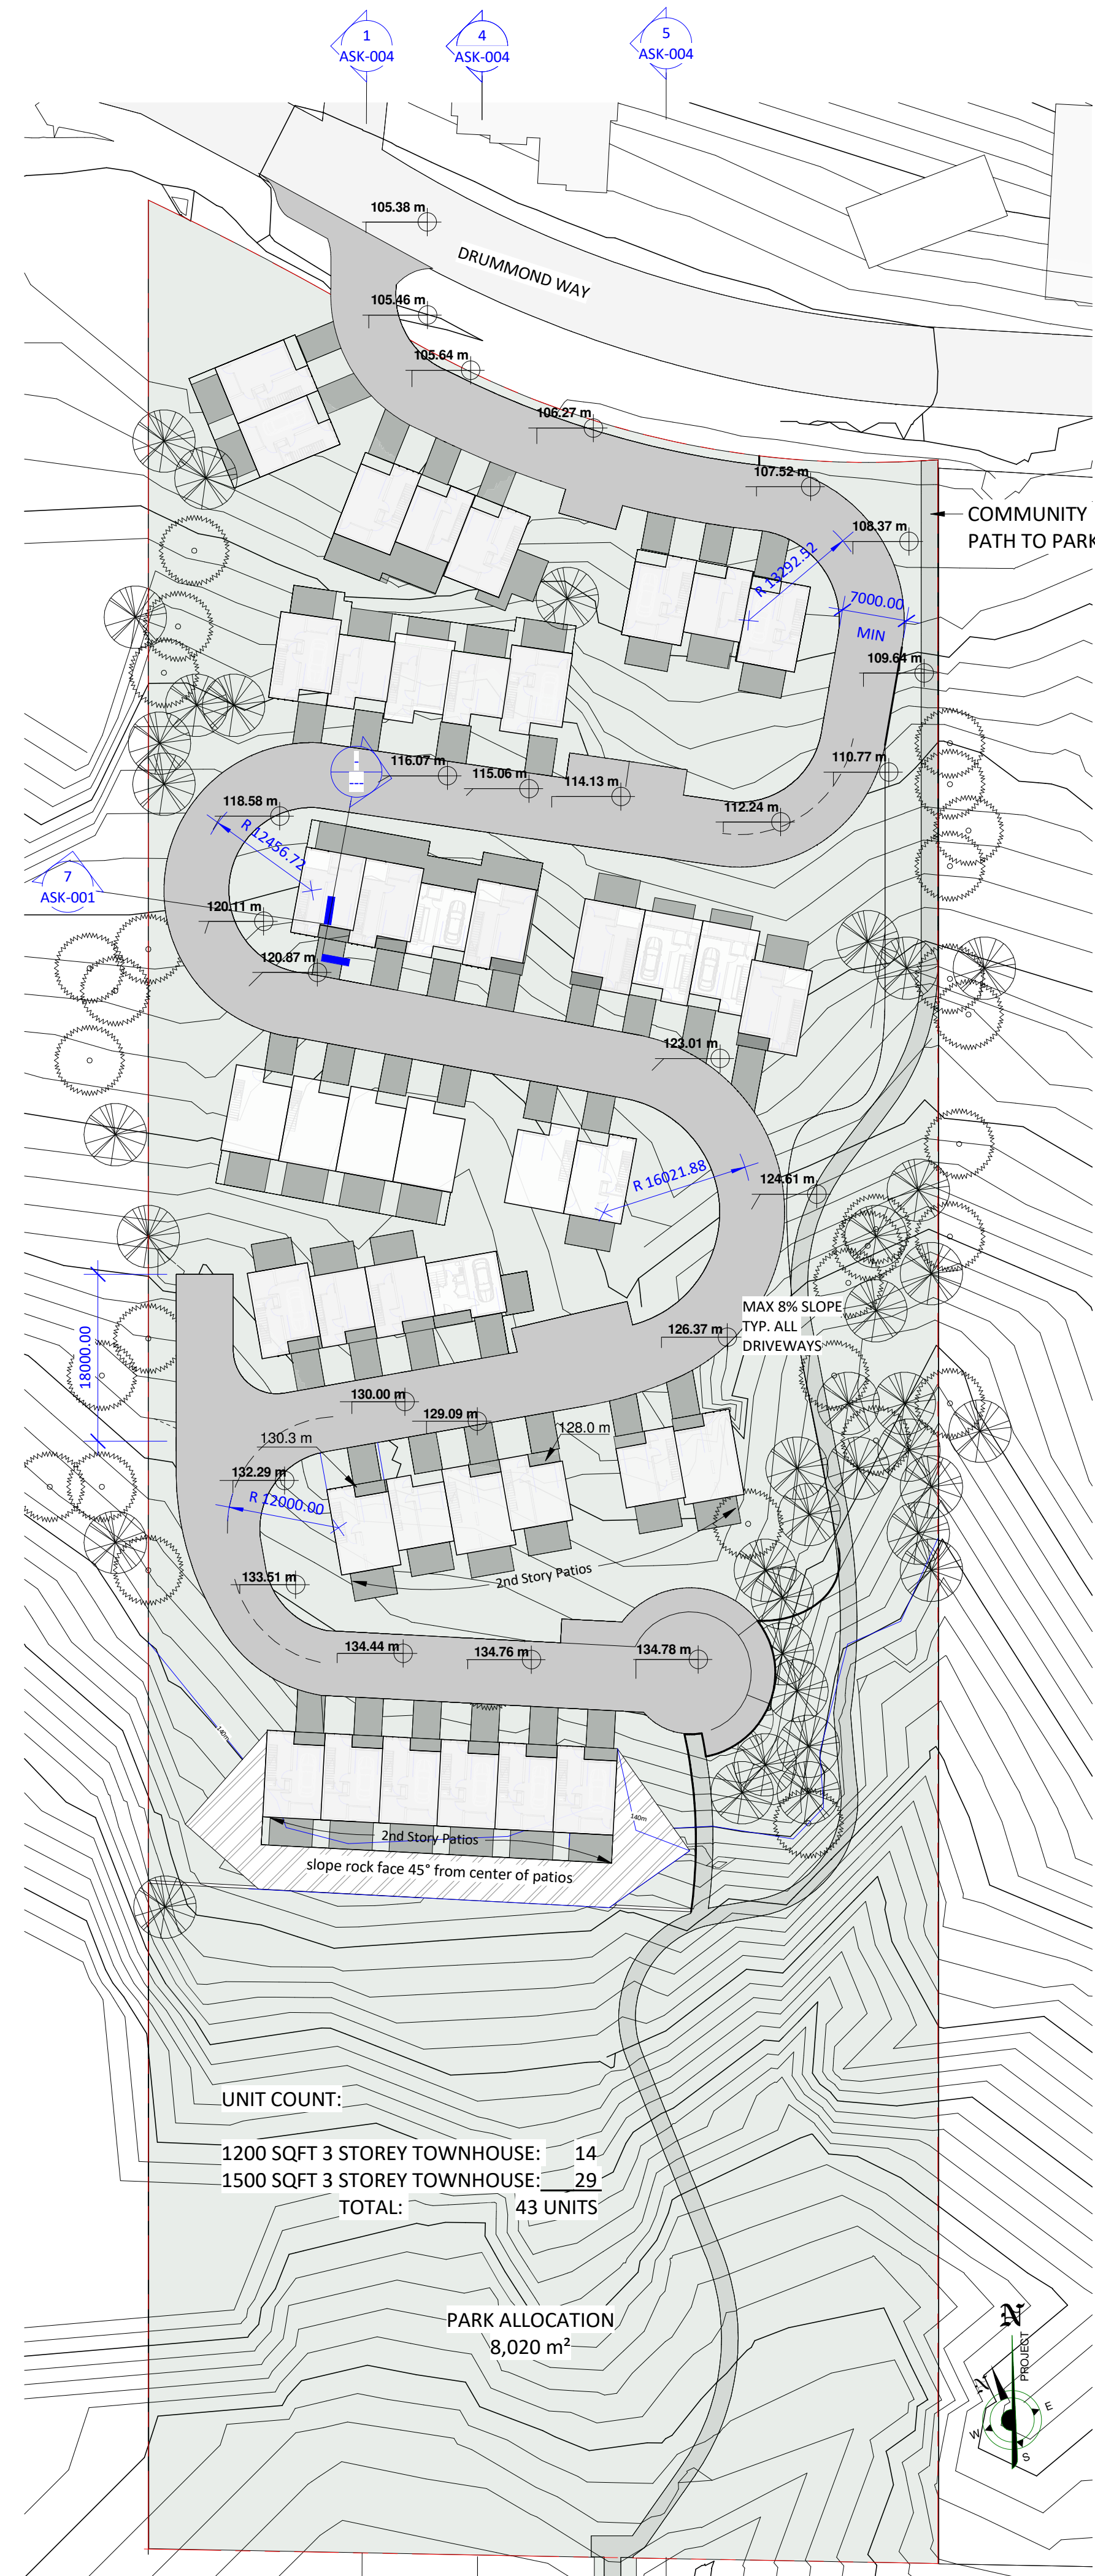 1
ASK-004
4
ASK-004
5
ASK-004
105.38 m
DRUMMOND WAY
105.46 m
105.64 m
106.27 m
107.52 m
COMMUNITY
PATH TO PARK
108.37 m
R 13292.52
7000.00
MIN
109.64 m
116.07 m
115.06 m
114.13 m
110.77 m
118.58 m
112.24 m
R 12456.72
7
ASK-001
120.11 m
120.87 m
123.01 m
R 16021.88
124.61 m
18000.00
MAX 8% SLOPE
TYP. ALL
DRIVEWAYS
126.37 m
130.00 m
129.09 m
128.0 m
130.3 m
132.29 m
R 12000.00
133.51 m
2nd Story Patios
134.44 m
134.76 m
134.78 m
140m
140m
2nd Story Patios
slope rock face 45° from center of patios
UNIT COUNT:
1200 SQFT 3 STOREY TOWNHOUSE: 14
1500 SQFT 3 STOREY TOWNHOUSE: 29
TOTAL: 43 UNITS
PARK ALLOCATION
8,020 m²
N
PROJECT
N
E
W
S